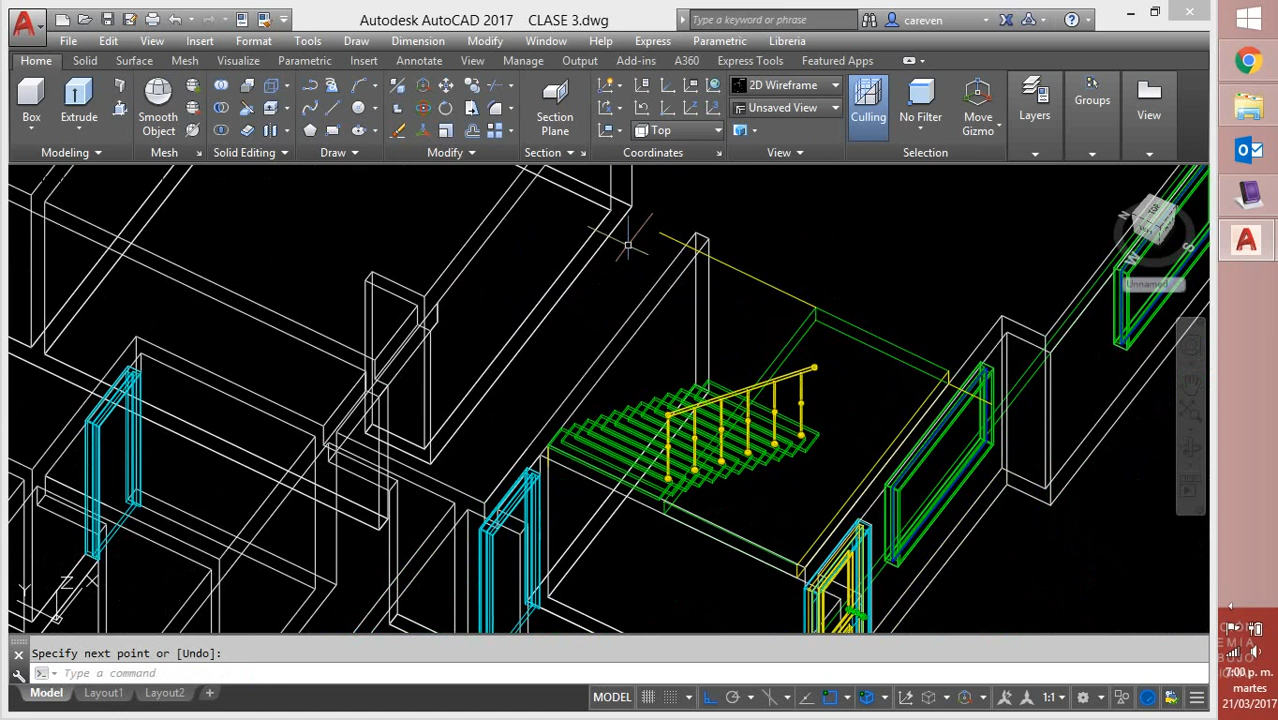 Autodesk AutoCAD 2017 CLASE 3.dwg
Type a keyword or phrase
careven
File Edit View Insert Format Tools Draw Dimension Modify Window Help Express Parametric Libreria
Home Solid Surface Mesh Visualize Parametric Insert Annotate View Manage Output Add-ins A360 Express Tools Featured Apps
2D Wireframe
Unsaved View
Top
Box
Extrude
Smooth
Object
Section
Plane
Culling
No Filter
Move
Gizmo
Layers
Groups
View
Modeling Mesh Solid Editing Draw Modify Section Coordinates View Selection
TOP
N
S
W
Unnamed
Y
X
Specify next point or [Undo]:
Type a command
Model Layout1 Layout2
MODEL
1:1
7:00 p. m.
martes
21/03/2017